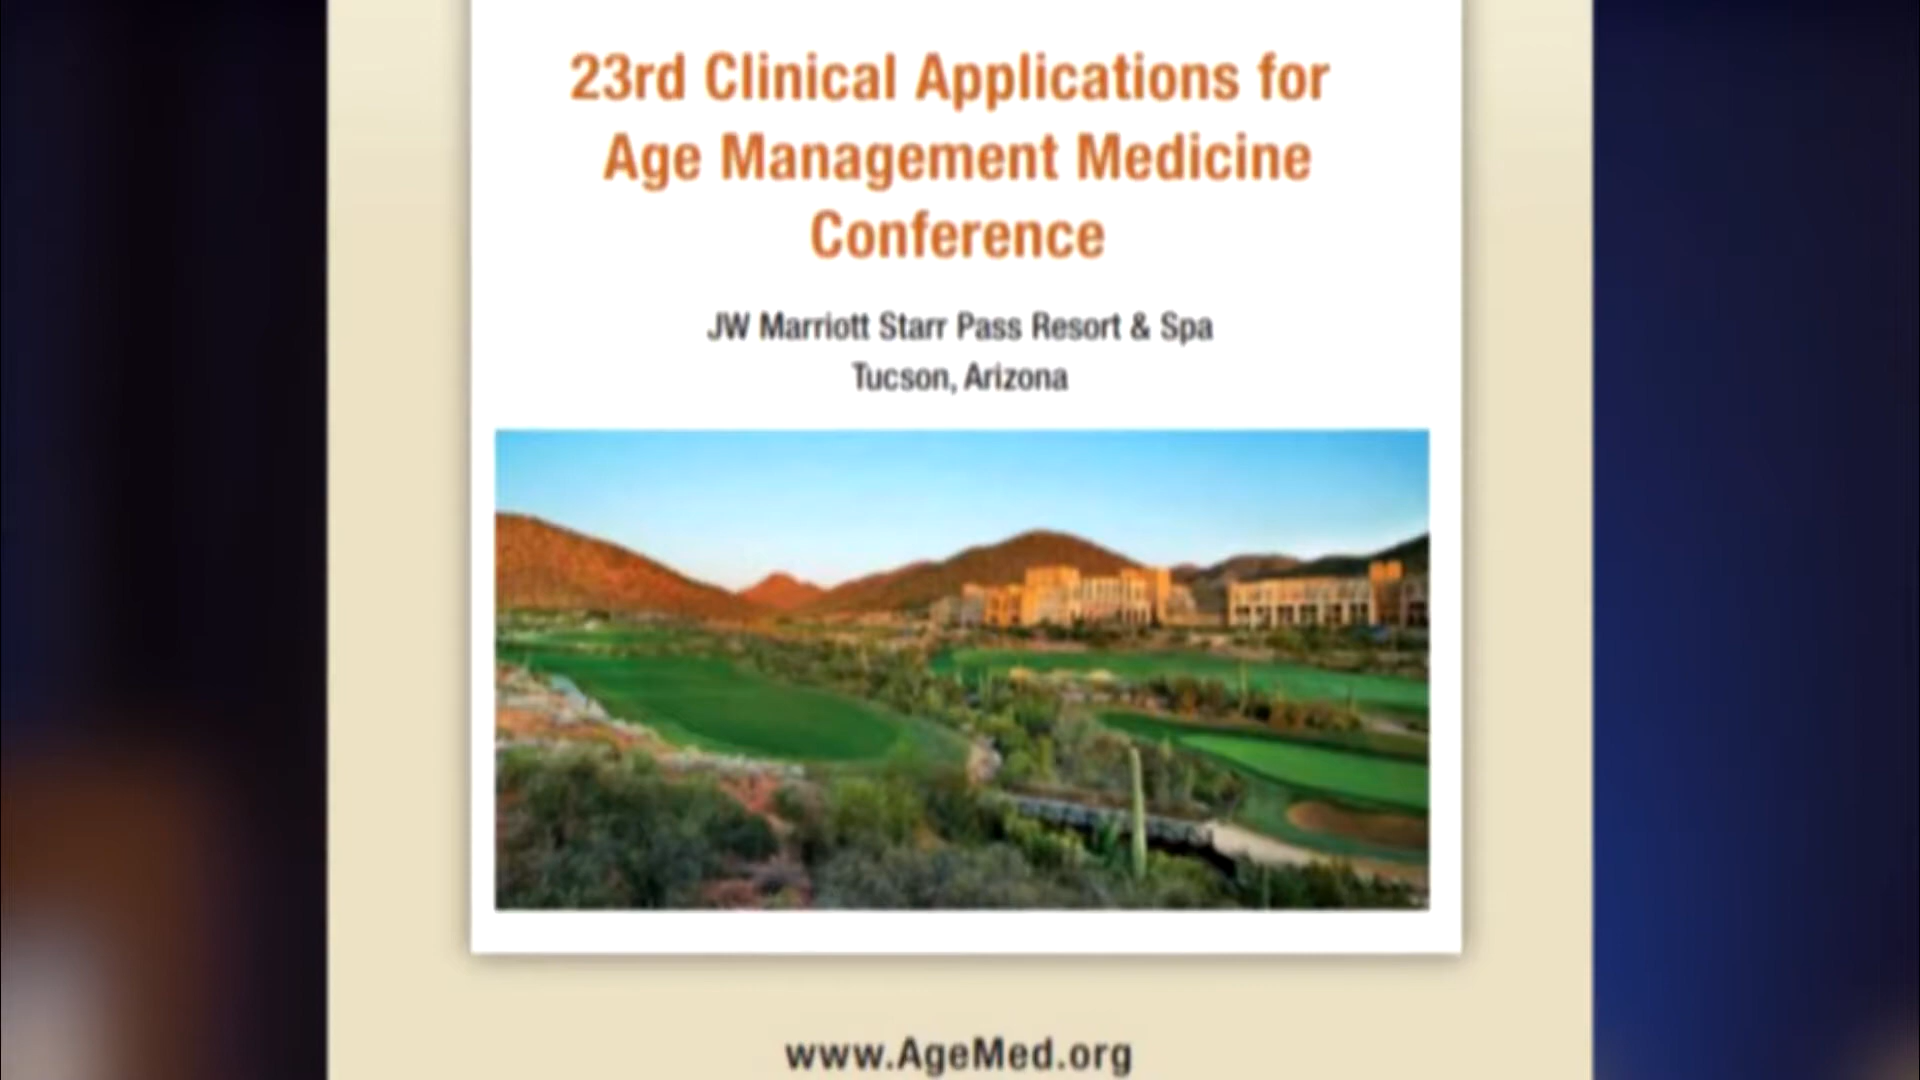 23rd Clinical Applications for
Age Management Medicine
Conference
JW Marriott Starr Pass Resort & Spa
Tucson, Arizona
www.AgeMed.org